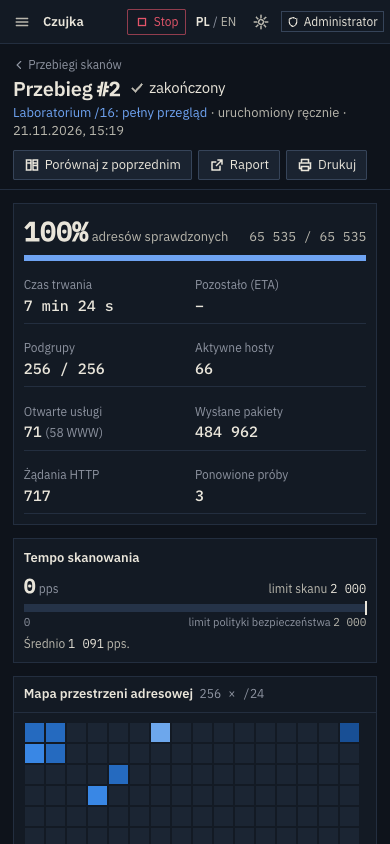 Czujka
Stop
PL / EN
Administrator
Przebiegi skanów
Przebieg #2 zakończony
Laboratorium /16: pełny przegląd · uruchomiony ręcznie ·
21.11.2026, 15:19
Porównaj z poprzednim
Raport
Drukuj
100% adresów sprawdzonych 65 535 / 65 535
Czas trwania
Pozostało (ETA)
7 min 24 s
–
Podgrupy
Aktywne hosty
256 / 256
66
Otwarte usługi
Wysłane pakiety
71 (58 WWW)
484 962
Żądania HTTP
Ponowione próby
717
3
Tempo skanowania
0 pps limit skanu 2 000
0 limit polityki bezpieczeństwa 2 000
Średnio 1 091 pps.
Mapa przestrzeni adresowej 256 × /24